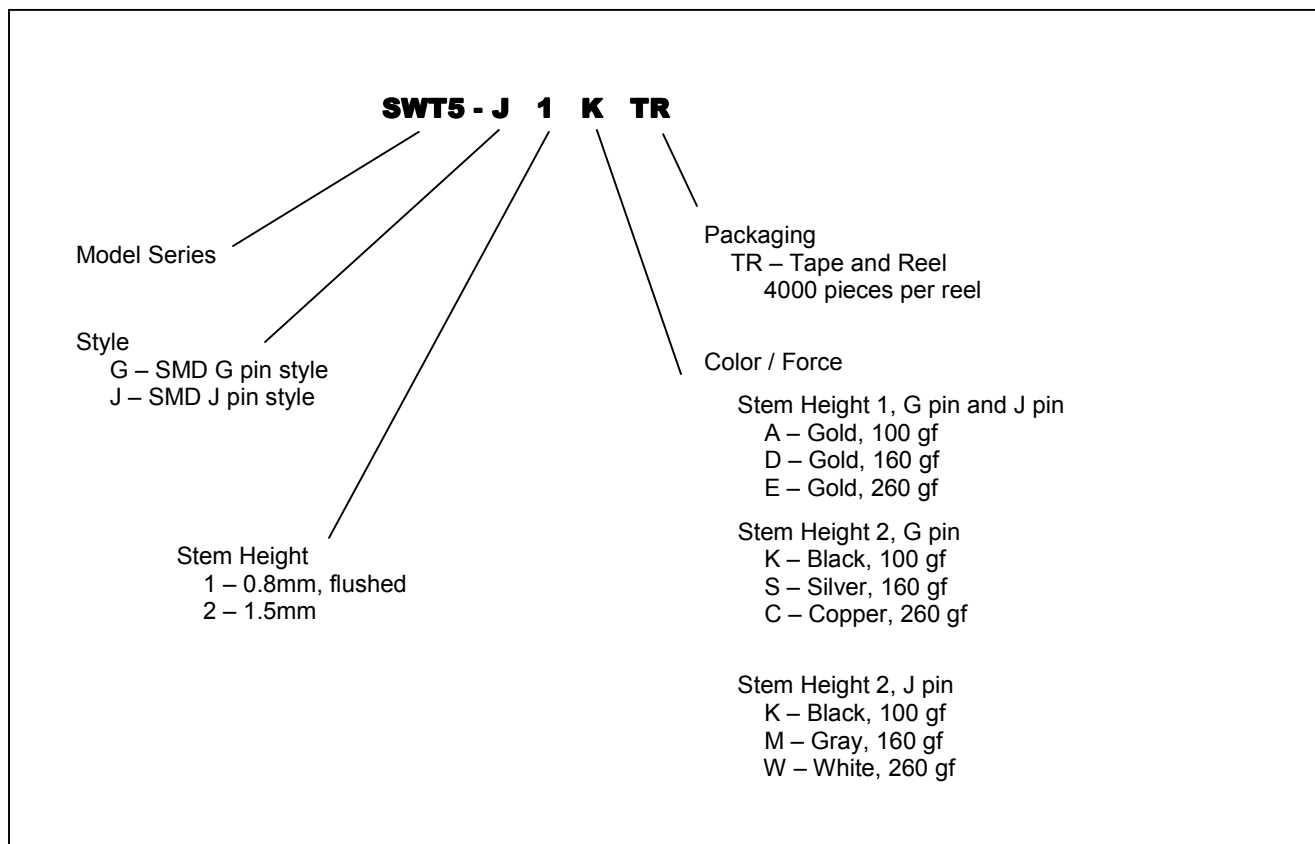 SWT5 - J 1 K TR
Model Series
Style
G – SMD G pin style
J – SMD J pin style
Stem Height
1 – 0.8mm, flushed
2 – 1.5mm
Packaging
TR – Tape and Reel
4000 pieces per reel
Color / Force
Stem Height 1, G pin and J pin
A – Gold, 100 gf
D – Gold, 160 gf
E – Gold, 260 gf
Stem Height 2, G pin
K – Black, 100 gf
S – Silver, 160 gf
C – Copper, 260 gf
Stem Height 2, J pin
K – Black, 100 gf
M – Gray, 160 gf
W – White, 260 gf